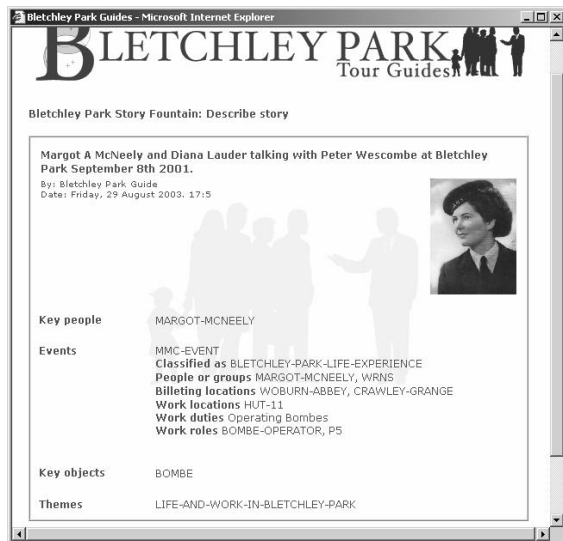 Bletchley Park Guides - Microsoft Internet Explorer
BLETCHLEY PARK
Tour Guides
Bletchley Park Story Fountain: Describe story
Margot A McNeely and Diana Lauder talking with Peter Wescombe at Bletchley
Park September 8th 2001.
By: Bletchley Park Guide
Date: Friday, 29 August 2003. 17:5
Key people MARGOT-MCNEELY
Events MMC-EVENT
Classified as BLETCHLEY-PARK-LIFE-EXPERIENCE
People or groups MARGOT-MCNEELY, WRNS
Billeting locations WOBURN-ABBEY, CRAWLEY-GRANGE
Work locations HUT-11
Work duties Operating Bombes
Work roles BOMBE-OPERATOR, P5
Key objects BOMBE
Themes LIFE-AND-WORK-IN-BLETCHLEY-PARK